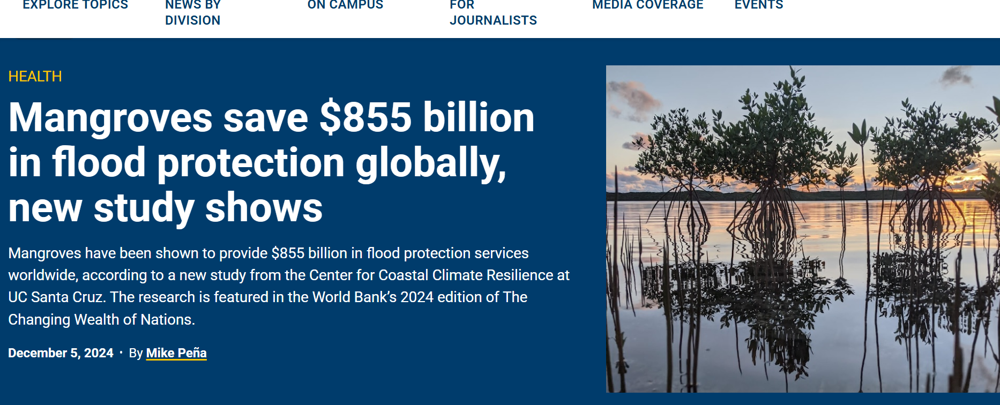 EXPLORE TOPICS
NEWS BY
DIVISION
ON CAMPUS
FOR
JOURNALISTS
MEDIA COVERAGE
EVENTS
HEALTH
Mangroves save $855 billion
in flood protection globally,
new study shows
Mangroves have been shown to provide $855 billion in flood protection services
worldwide, according to a new study from the Center for Coastal Climate Resilience at
UC Santa Cruz. The research is featured in the World Bank’s 2024 edition of The
Changing Wealth of Nations.
December 5, 2024 · By Mike Peña